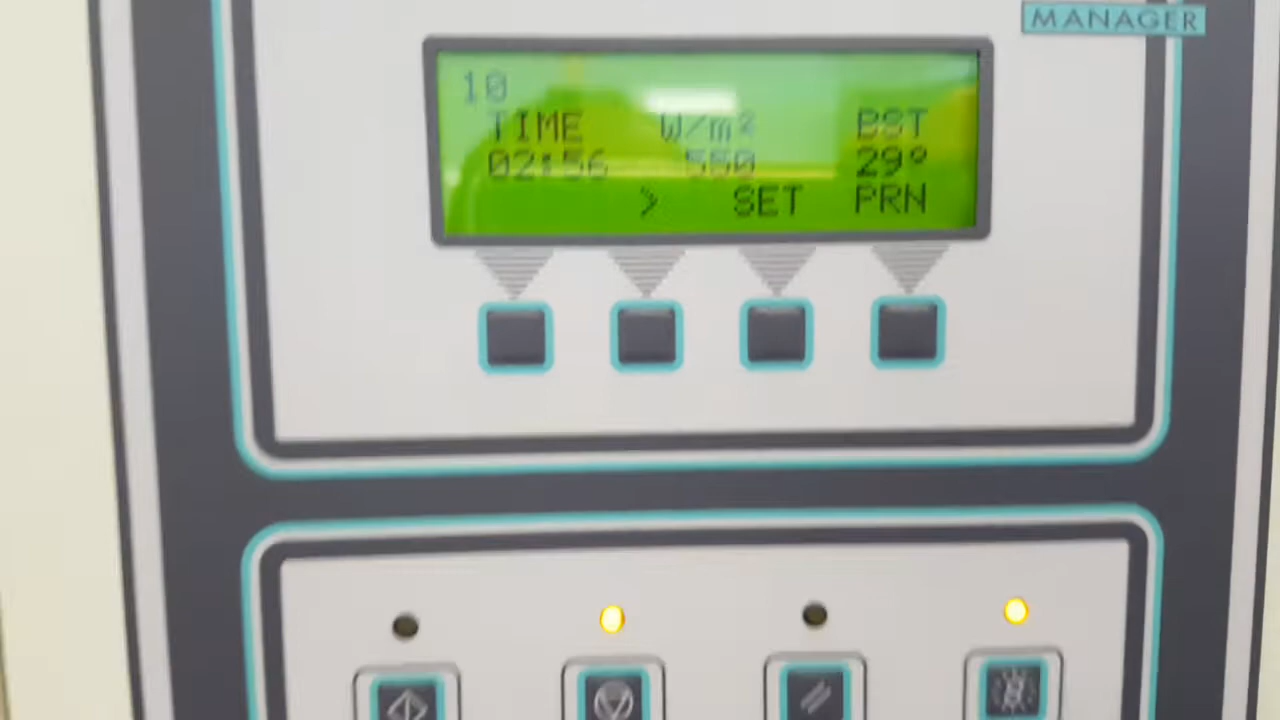 MANAGER
10
TIME W/m² BST
02:56 550 29°
> SET PRN